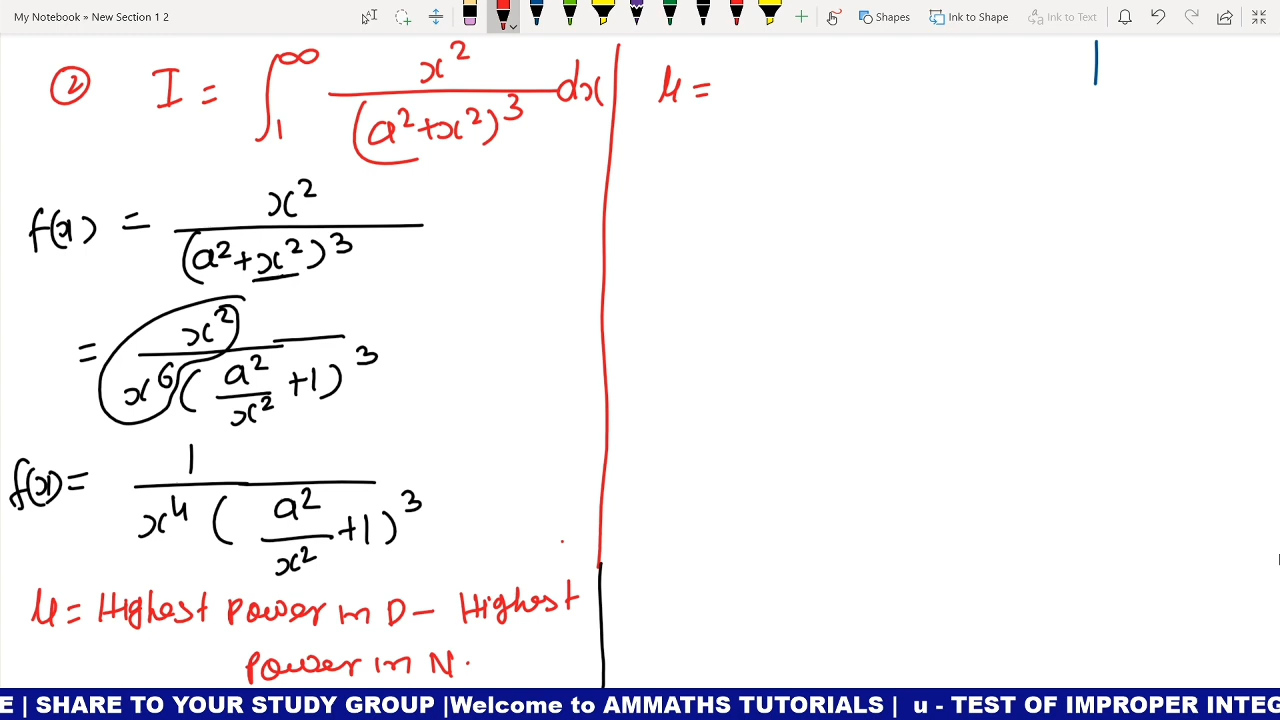 My Notebook » New Section 1 2
Shapes Ink to Shape Ink to Text
② I = ∫₁^∞ x²/(a²+x²)³ dx
f(x) = x²/(a²+x²)³
= x²/x⁶(a²/x²+1)³
f(x) = 1/x⁴(a²/x²+1)³
μ = Highest Power in D – Highest
Power in N.
μ =
E | SHARE TO YOUR STUDY GROUP |Welcome to AMMATHS TUTORIALS | u - TEST OF IMPROPER INTEG